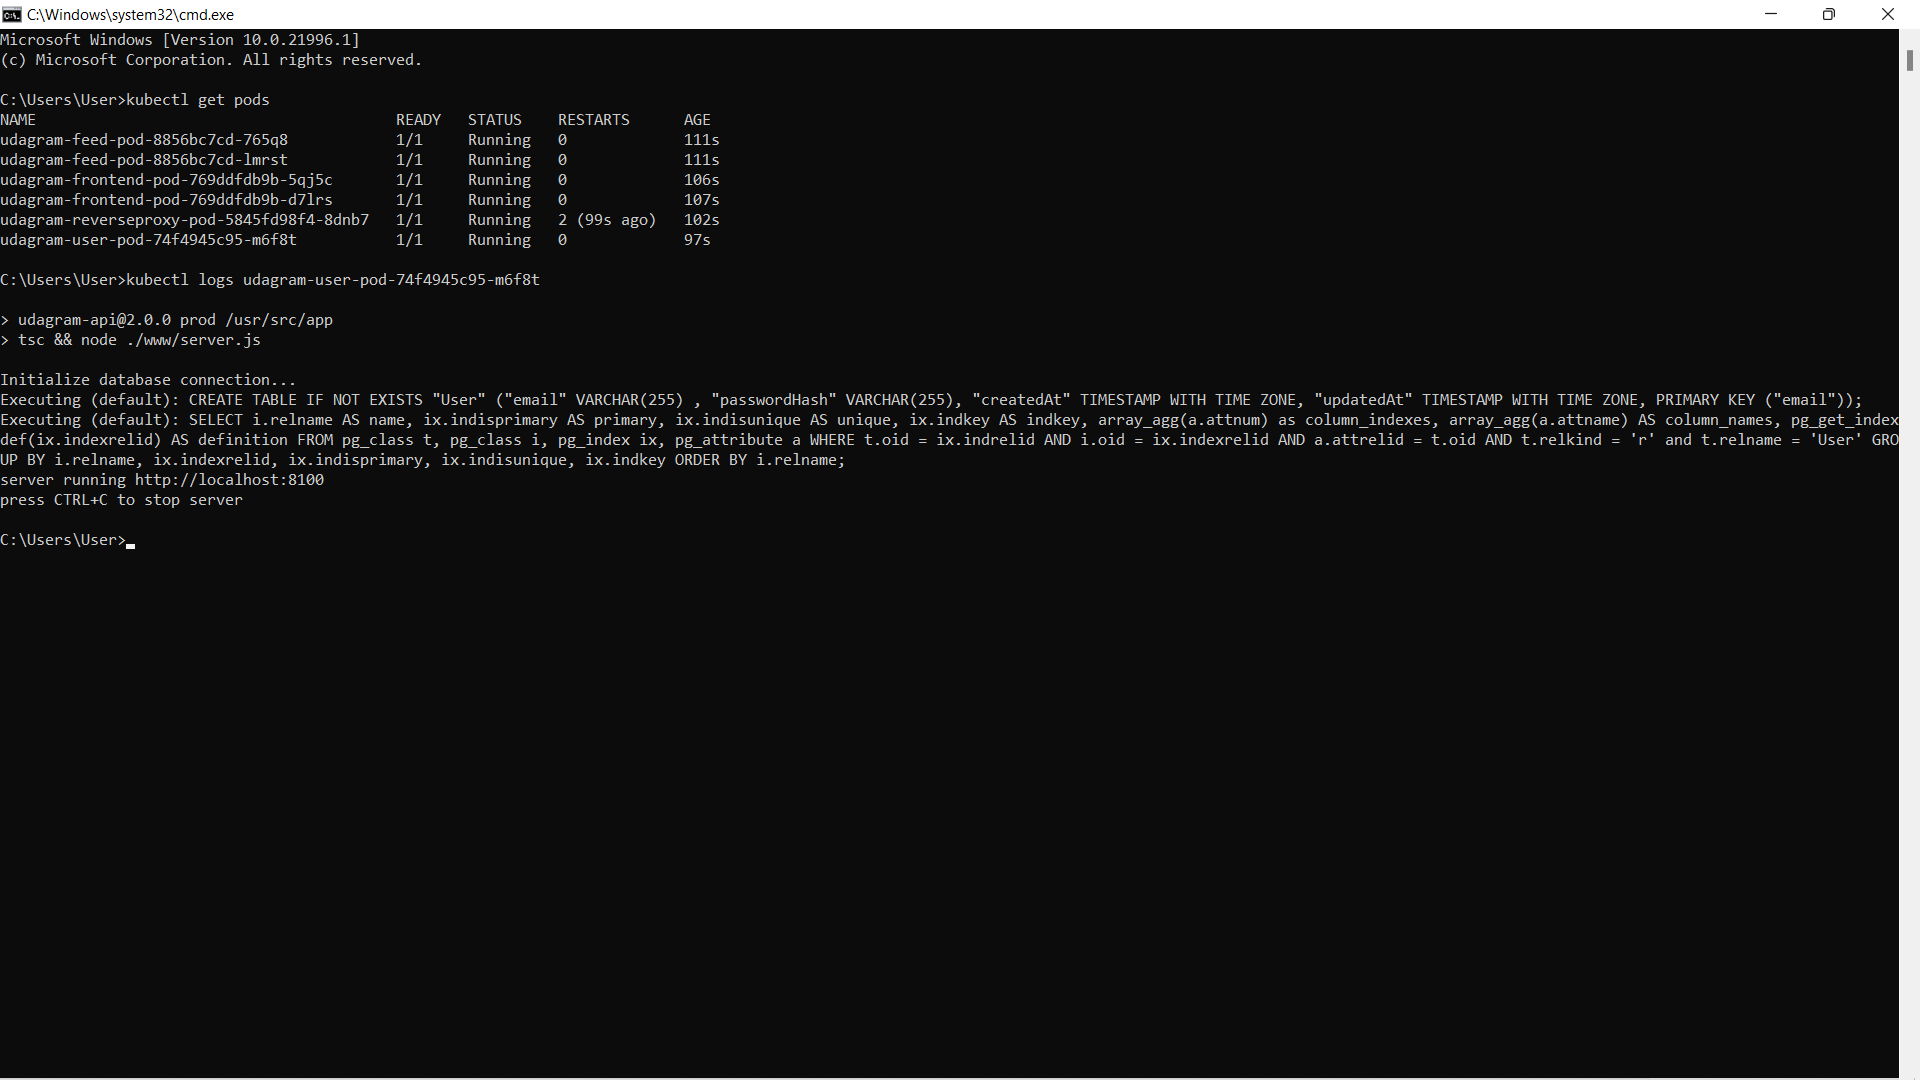 C:\Windows\system32\cmd.exe
Microsoft Windows [Version 10.0.21996.1]
(c) Microsoft Corporation. All rights reserved.
C:\Users\User>kubectl get pods
NAME READY STATUS RESTARTS AGE
udagram-feed-pod-8856bc7cd-765q8 1/1 Running 0 111s
udagram-feed-pod-8856bc7cd-lmrst 1/1 Running 0 111s
udagram-frontend-pod-769ddfdb9b-5qj5c 1/1 Running 0 106s
udagram-frontend-pod-769ddfdb9b-d7lrs 1/1 Running 0 107s
udagram-reverseproxy-pod-5845fd98f4-8dnb7 1/1 Running 2 (99s ago) 102s
udagram-user-pod-74f4945c95-m6f8t 1/1 Running 0 97s
C:\Users\User>kubectl logs udagram-user-pod-74f4945c95-m6f8t
> udagram-api@2.0.0 prod /usr/src/app
> tsc && node ./www/server.js
Initialize database connection...
Executing (default): CREATE TABLE IF NOT EXISTS "User" ("email" VARCHAR(255) , "passwordHash" VARCHAR(255), "createdAt" TIMESTAMP WITH TIME ZONE, "updatedAt" TIMESTAMP WITH TIME ZONE, PRIMARY KEY ("email"));
Executing (default): SELECT i.relname AS name, ix.indisprimary AS primary, ix.indisunique AS unique, ix.indkey AS indkey, array_agg(a.attnum) as column_indexes, array_agg(a.attname) AS column_names, pg_get_index
def(ix.indexrelid) AS definition FROM pg_class t, pg_class i, pg_index ix, pg_attribute a WHERE t.oid = ix.indrelid AND i.oid = ix.indexrelid AND a.attrelid = t.oid AND t.relkind = 'r' and t.relname = 'User' GRO
UP BY i.relname, ix.indexrelid, ix.indisprimary, ix.indisunique, ix.indkey ORDER BY i.relname;
server running http://localhost:8100
press CTRL+C to stop server
C:\Users\User>